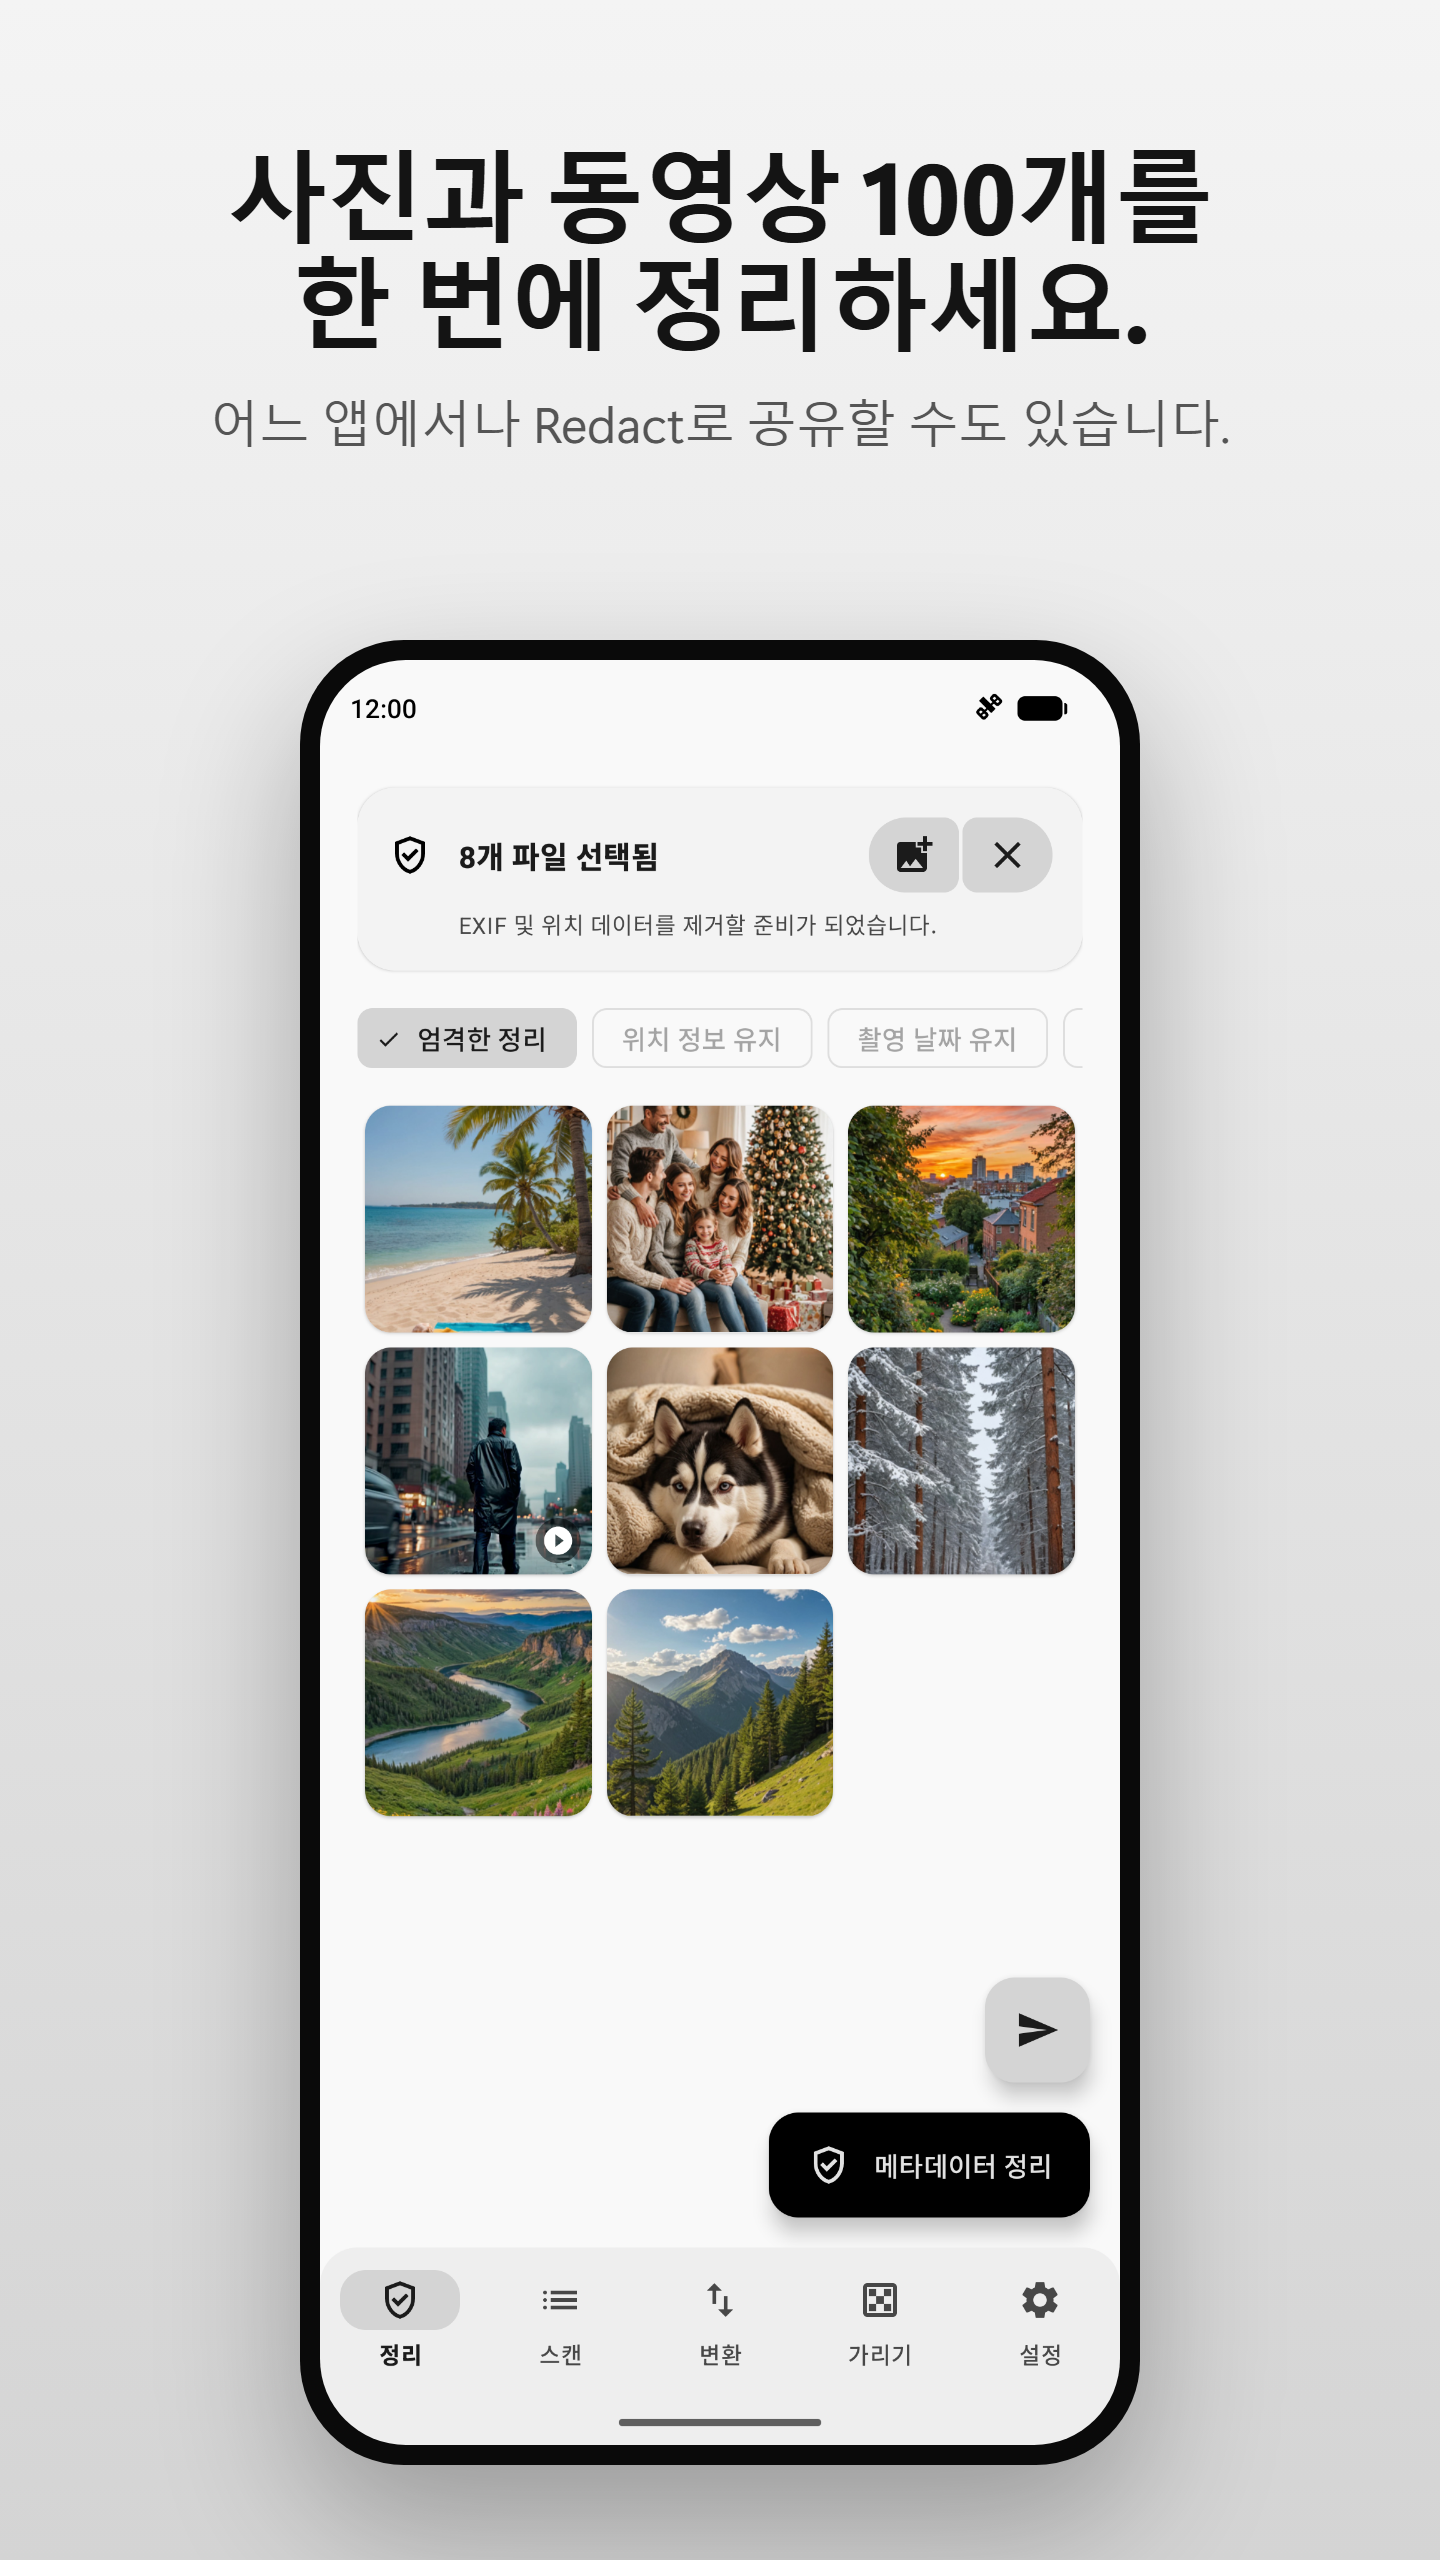 사진과 동영상 100개를
한 번에 정리하세요.
어느 앱에서나 Redact로 공유할 수도 있습니다.
12:00
8개 파일 선택됨
EXIF 및 위치 데이터를 제거할 준비가 되었습니다.
엄격한 정리
위치 정보 유지
촬영 날짜 유지
메타데이터 정리
정리
스캔
변환
가리기
설정